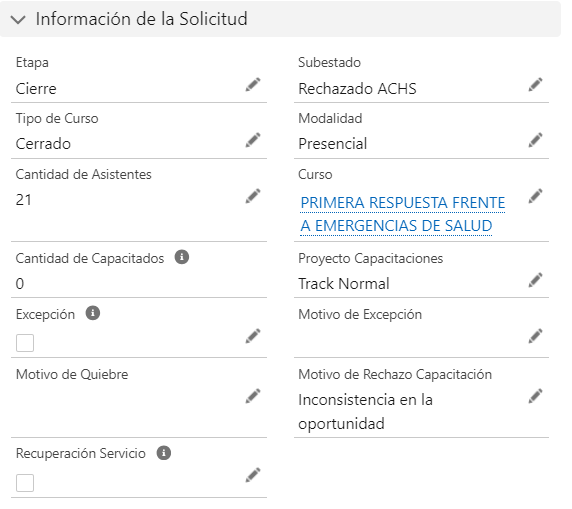 Información de la Solicitud
Etapa
Cierre
Subestado
Rechazado ACHS
Tipo de Curso
Cerrado
Modalidad
Presencial
Cantidad de Asistentes
21
Curso
PRIMERA RESPUESTA FRENTE
A EMERGENCIAS DE SALUD
Cantidad de Capacitados
0
Proyecto Capacitaciones
Track Normal
Excepción
Motivo de Excepción
Motivo de Quiebre
Motivo de Rechazo Capacitación
Inconsistencia en la
oportunidad
Recuperación Servicio